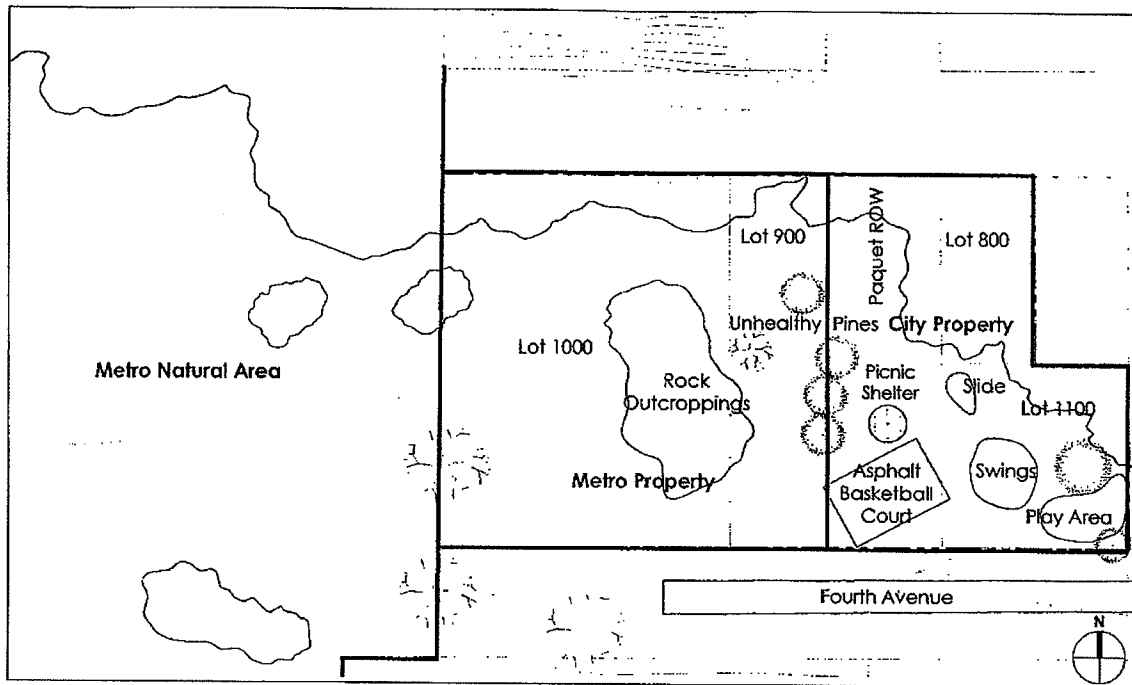 Lot 900
Paquet ROW
Lot 800
Unhealthy Pines
City Property
Lot 1000
Metro Natural Area
Rock
Outcroppings
Picnic
Shelter
Slide
Lot 1100
Metro Property
Asphalt
Basketball
Court
Swings
Play Area
Fourth Avenue
N